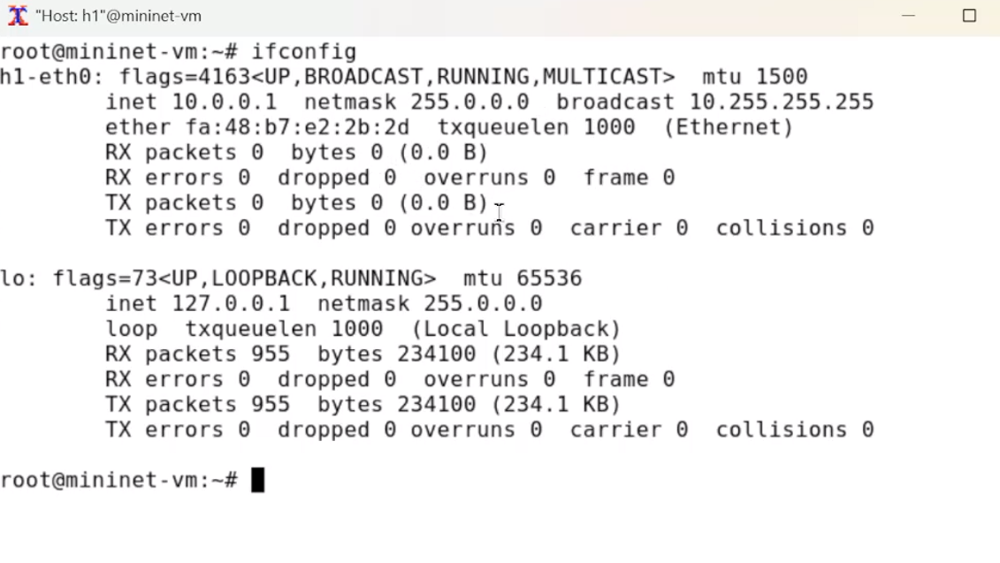 "Host: h1"@mininet-vm
root@mininet-vm:~# ifconfig
h1-eth0: flags=4163<UP,BROADCAST,RUNNING,MULTICAST>  mtu 1500
        inet 10.0.0.1  netmask 255.0.0.0  broadcast 10.255.255.255
        ether fa:48:b7:e2:2b:2d  txqueuelen 1000  (Ethernet)
        RX packets 0  bytes 0 (0.0 B)
        RX errors 0  dropped 0  overruns 0  frame 0
        TX packets 0  bytes 0 (0.0 B)
        TX errors 0  dropped 0 overruns 0  carrier 0  collisions 0
lo: flags=73<UP,LOOPBACK,RUNNING>  mtu 65536
        inet 127.0.0.1  netmask 255.0.0.0
        loop  txqueuelen 1000  (Local Loopback)
        RX packets 955  bytes 234100 (234.1 KB)
        RX errors 0  dropped 0  overruns 0  frame 0
        TX packets 955  bytes 234100 (234.1 KB)
        TX errors 0  dropped 0 overruns 0  carrier 0  collisions 0
root@mininet-vm:~#